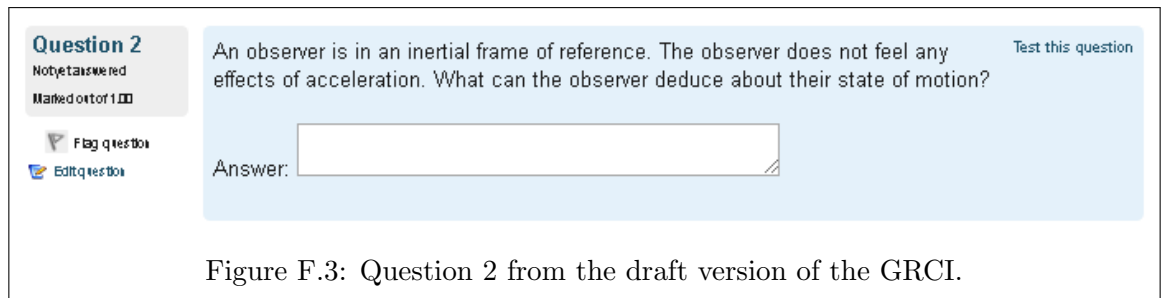 Question 2
Not yet answered
Marked out of 1.00
Flag question
Edit question
An observer is in an inertial frame of reference. The observer does not feel any
effects of acceleration. What can the observer deduce about their state of motion?
Test this question
Answer:
Figure F.3: Question 2 from the draft version of the GRCI.